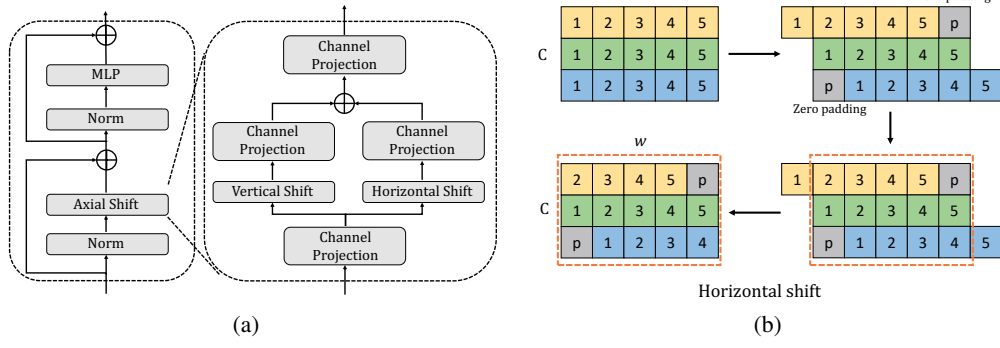 MLP
Norm
Axial Shift
Norm
Channel
Projection
Channel
Projection
Channel
Projection
Vertical Shift
Horizontal Shift
Channel
Projection
(a)
C
1 2 3 4 5
1 2 3 4 5
1 2 3 4 5
1 2 3 4 5 p
1 2 3 4 5
p 1 2 3 4 5
Zero padding
w
C
2 3 4 5 p
1 2 3 4 5
p 1 2 3 4
1 2 3 4 5 p
1 2 3 4 5
p 1 2 3 4 5
Horizontal shift
(b)